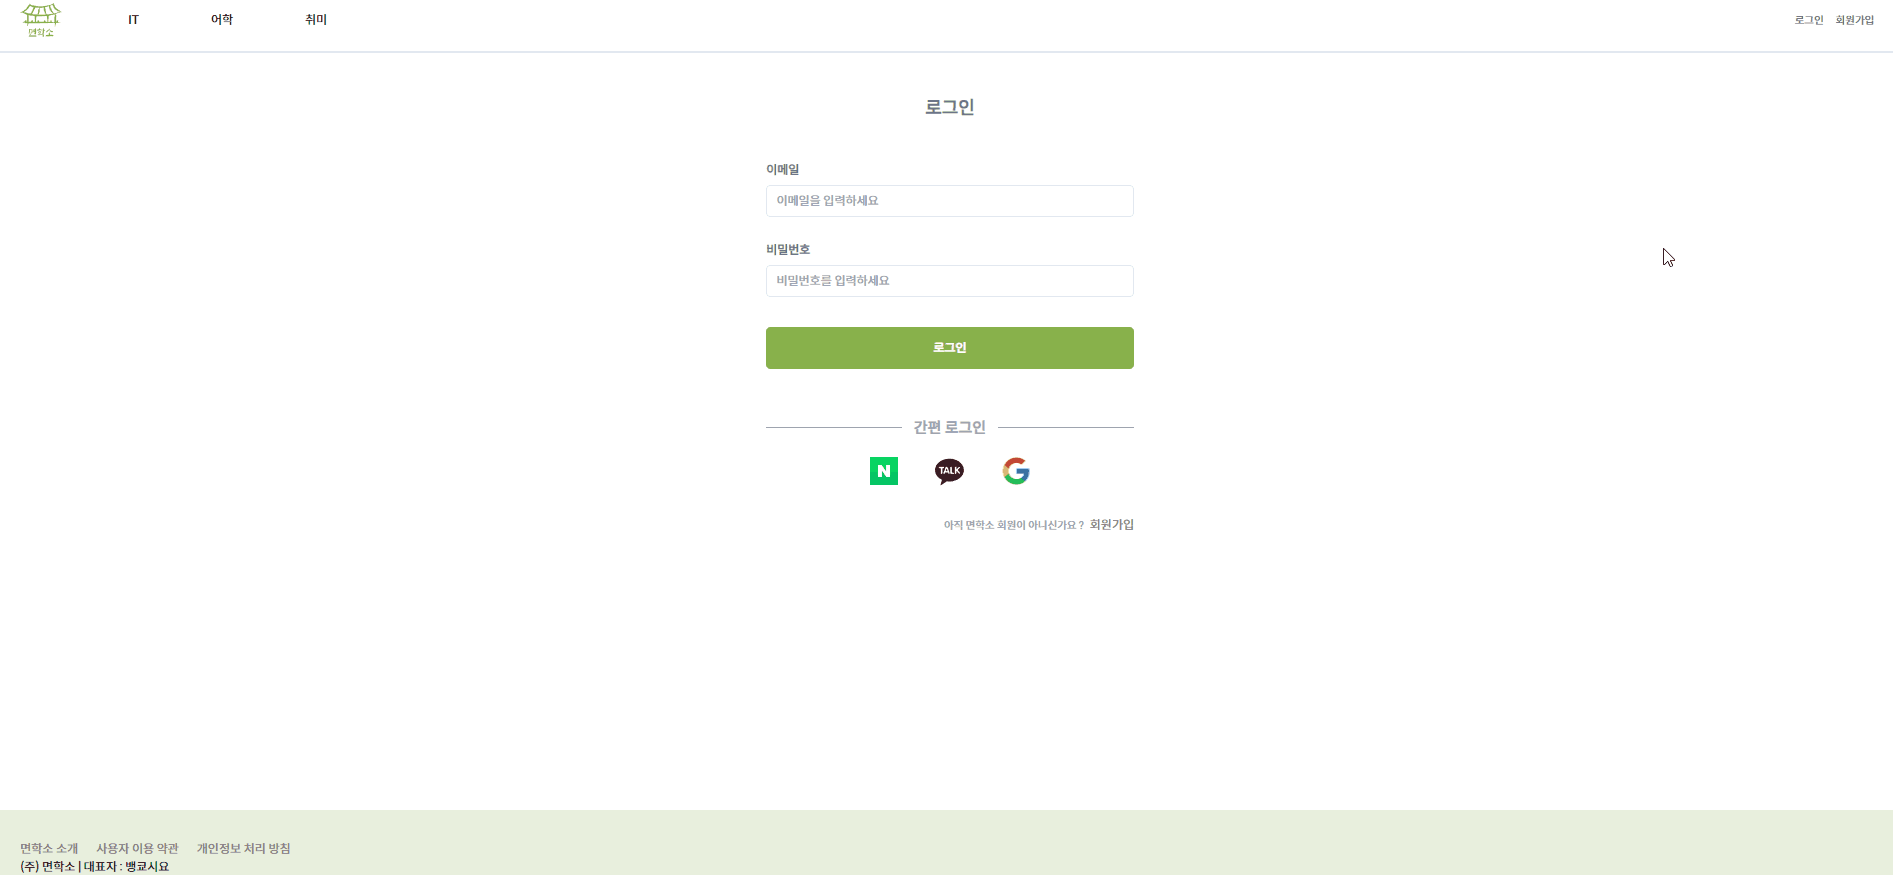 면학소
IT 어학 취미 로그인 회원가입
로그인
이메일
이메일을 입력하세요
비밀번호
비밀번호를 입력하세요
로그인
간편 로그인
N TALK G
아직 면학소 회원이 아니신가요 ? 회원가입
면학소 소개 사용자 이용 약관 개인정보 처리 방침
(주) 면학소 | 대표자 : 뱅쿄시요